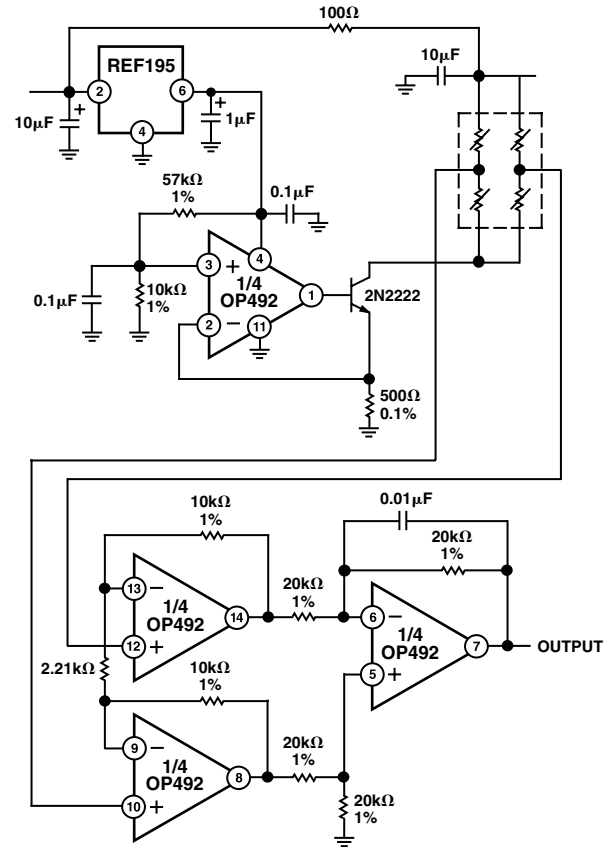 100Ω
REF195
2
6
4
+
10µF
+
1µF
10µF
57kΩ
1%
0.1µF
3
+
4
1/4
OP492
1
2N2222
0.1µF
10kΩ
1%
2
−
11
500Ω
0.1%
10kΩ
1%
0.01µF
20kΩ
1%
13
−
1/4
OP492
14
20kΩ
1%
12
+
6
−
1/4
OP492
7
OUTPUT
5
+
2.21kΩ
10kΩ
1%
9
−
1/4
OP492
8
20kΩ
1%
10
+
20kΩ
1%